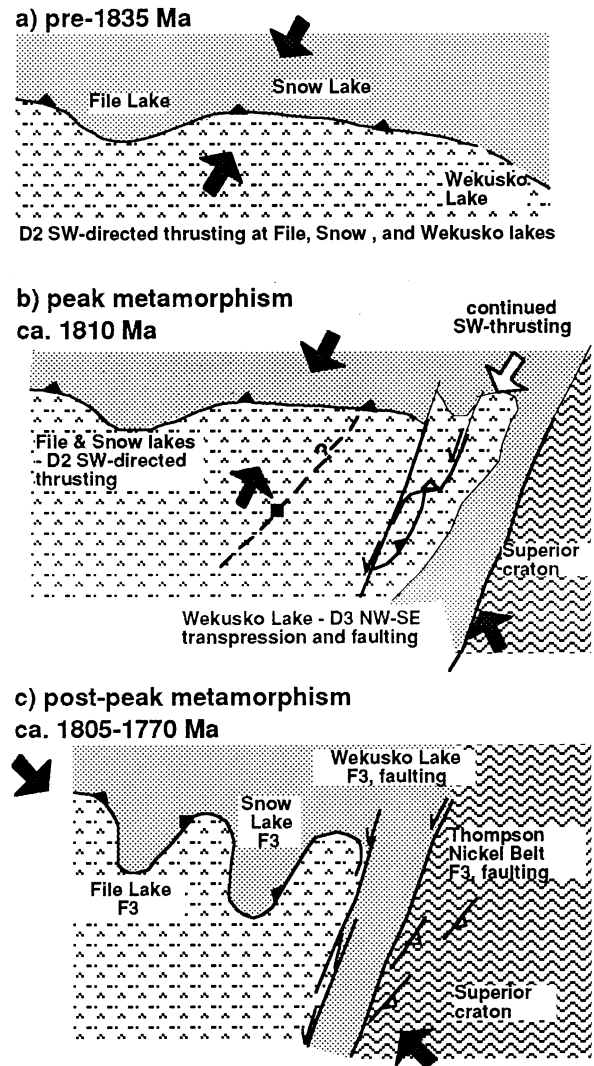 a) pre-1835 Ma
Snow Lake
File Lake
Wekusko
Lake
D2 SW-directed thrusting at File, Snow , and Wekusko lakes
b) peak metamorphism
ca. 1810 Ma
continued
SW-thrusting
File & Snow lakes
- D2 SW-directed
thrusting
?
Superior
craton
Wekusko Lake - D3 NW-SE
transpression and faulting
c) post-peak metamorphism
ca. 1805-1770 Ma
Wekusko Lake
F3, faulting
Snow
Lake
F3
Thompson
Nickel Belt
F3, faulting
File Lake
F3
Superior
craton